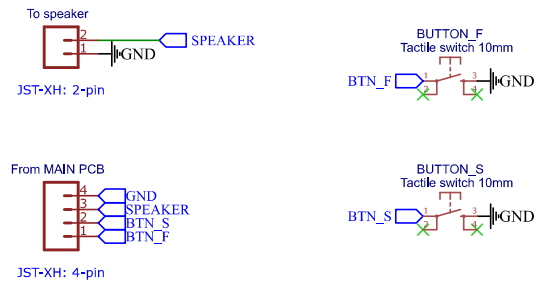 To speaker
2
1
SPEAKER
GND
JST-XH: 2-pin
BUTTON_F
Tactile switch 10mm
BTN_F
1
2
3
4
GND
From MAIN PCB
4
3
2
1
GND
SPEAKER
BTN_S
BTN_F
JST-XH: 4-pin
BUTTON_S
Tactile switch 10mm
BTN_S
1
2
3
4
GND